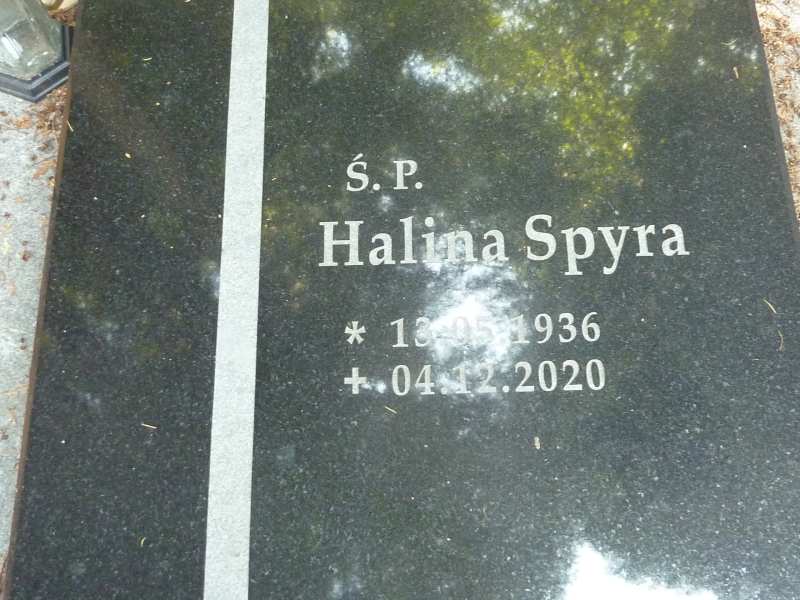 Ś. P.
Halina Spyra
* 13.05.1936
+ 04.12.2020